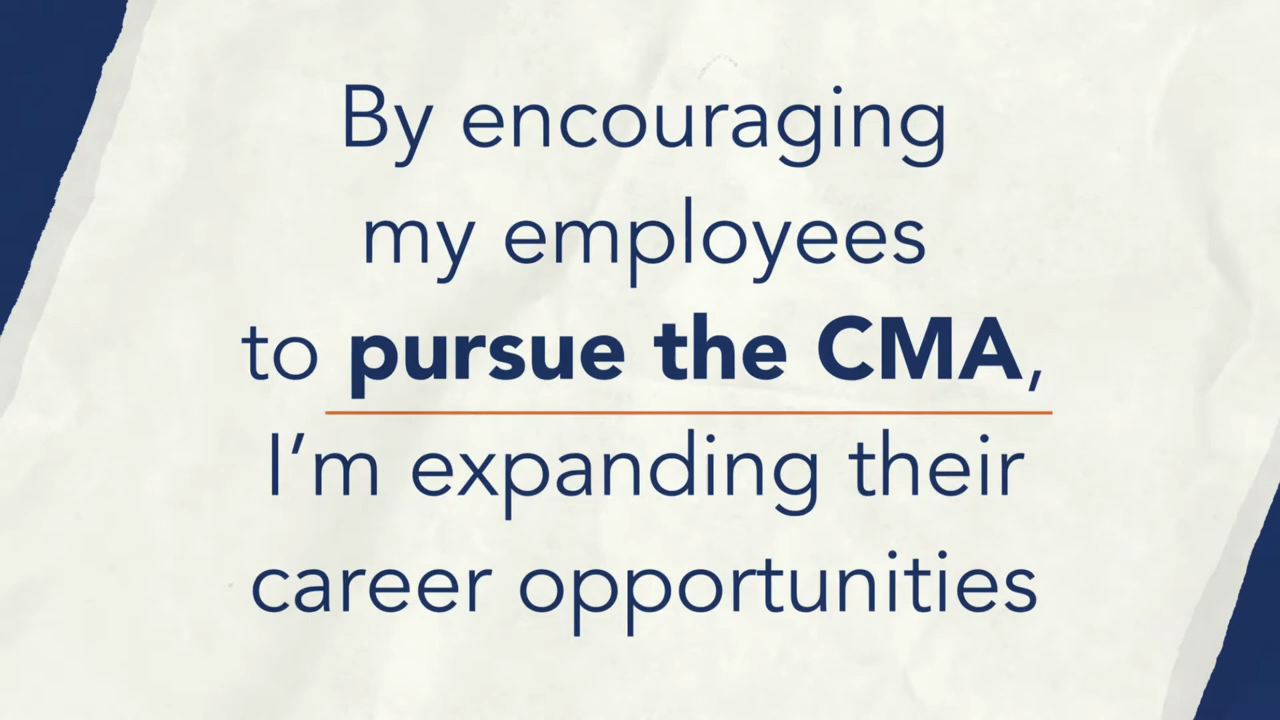 By encouraging
my employees
to pursue the CMA,
I’m expanding their
career opportunities